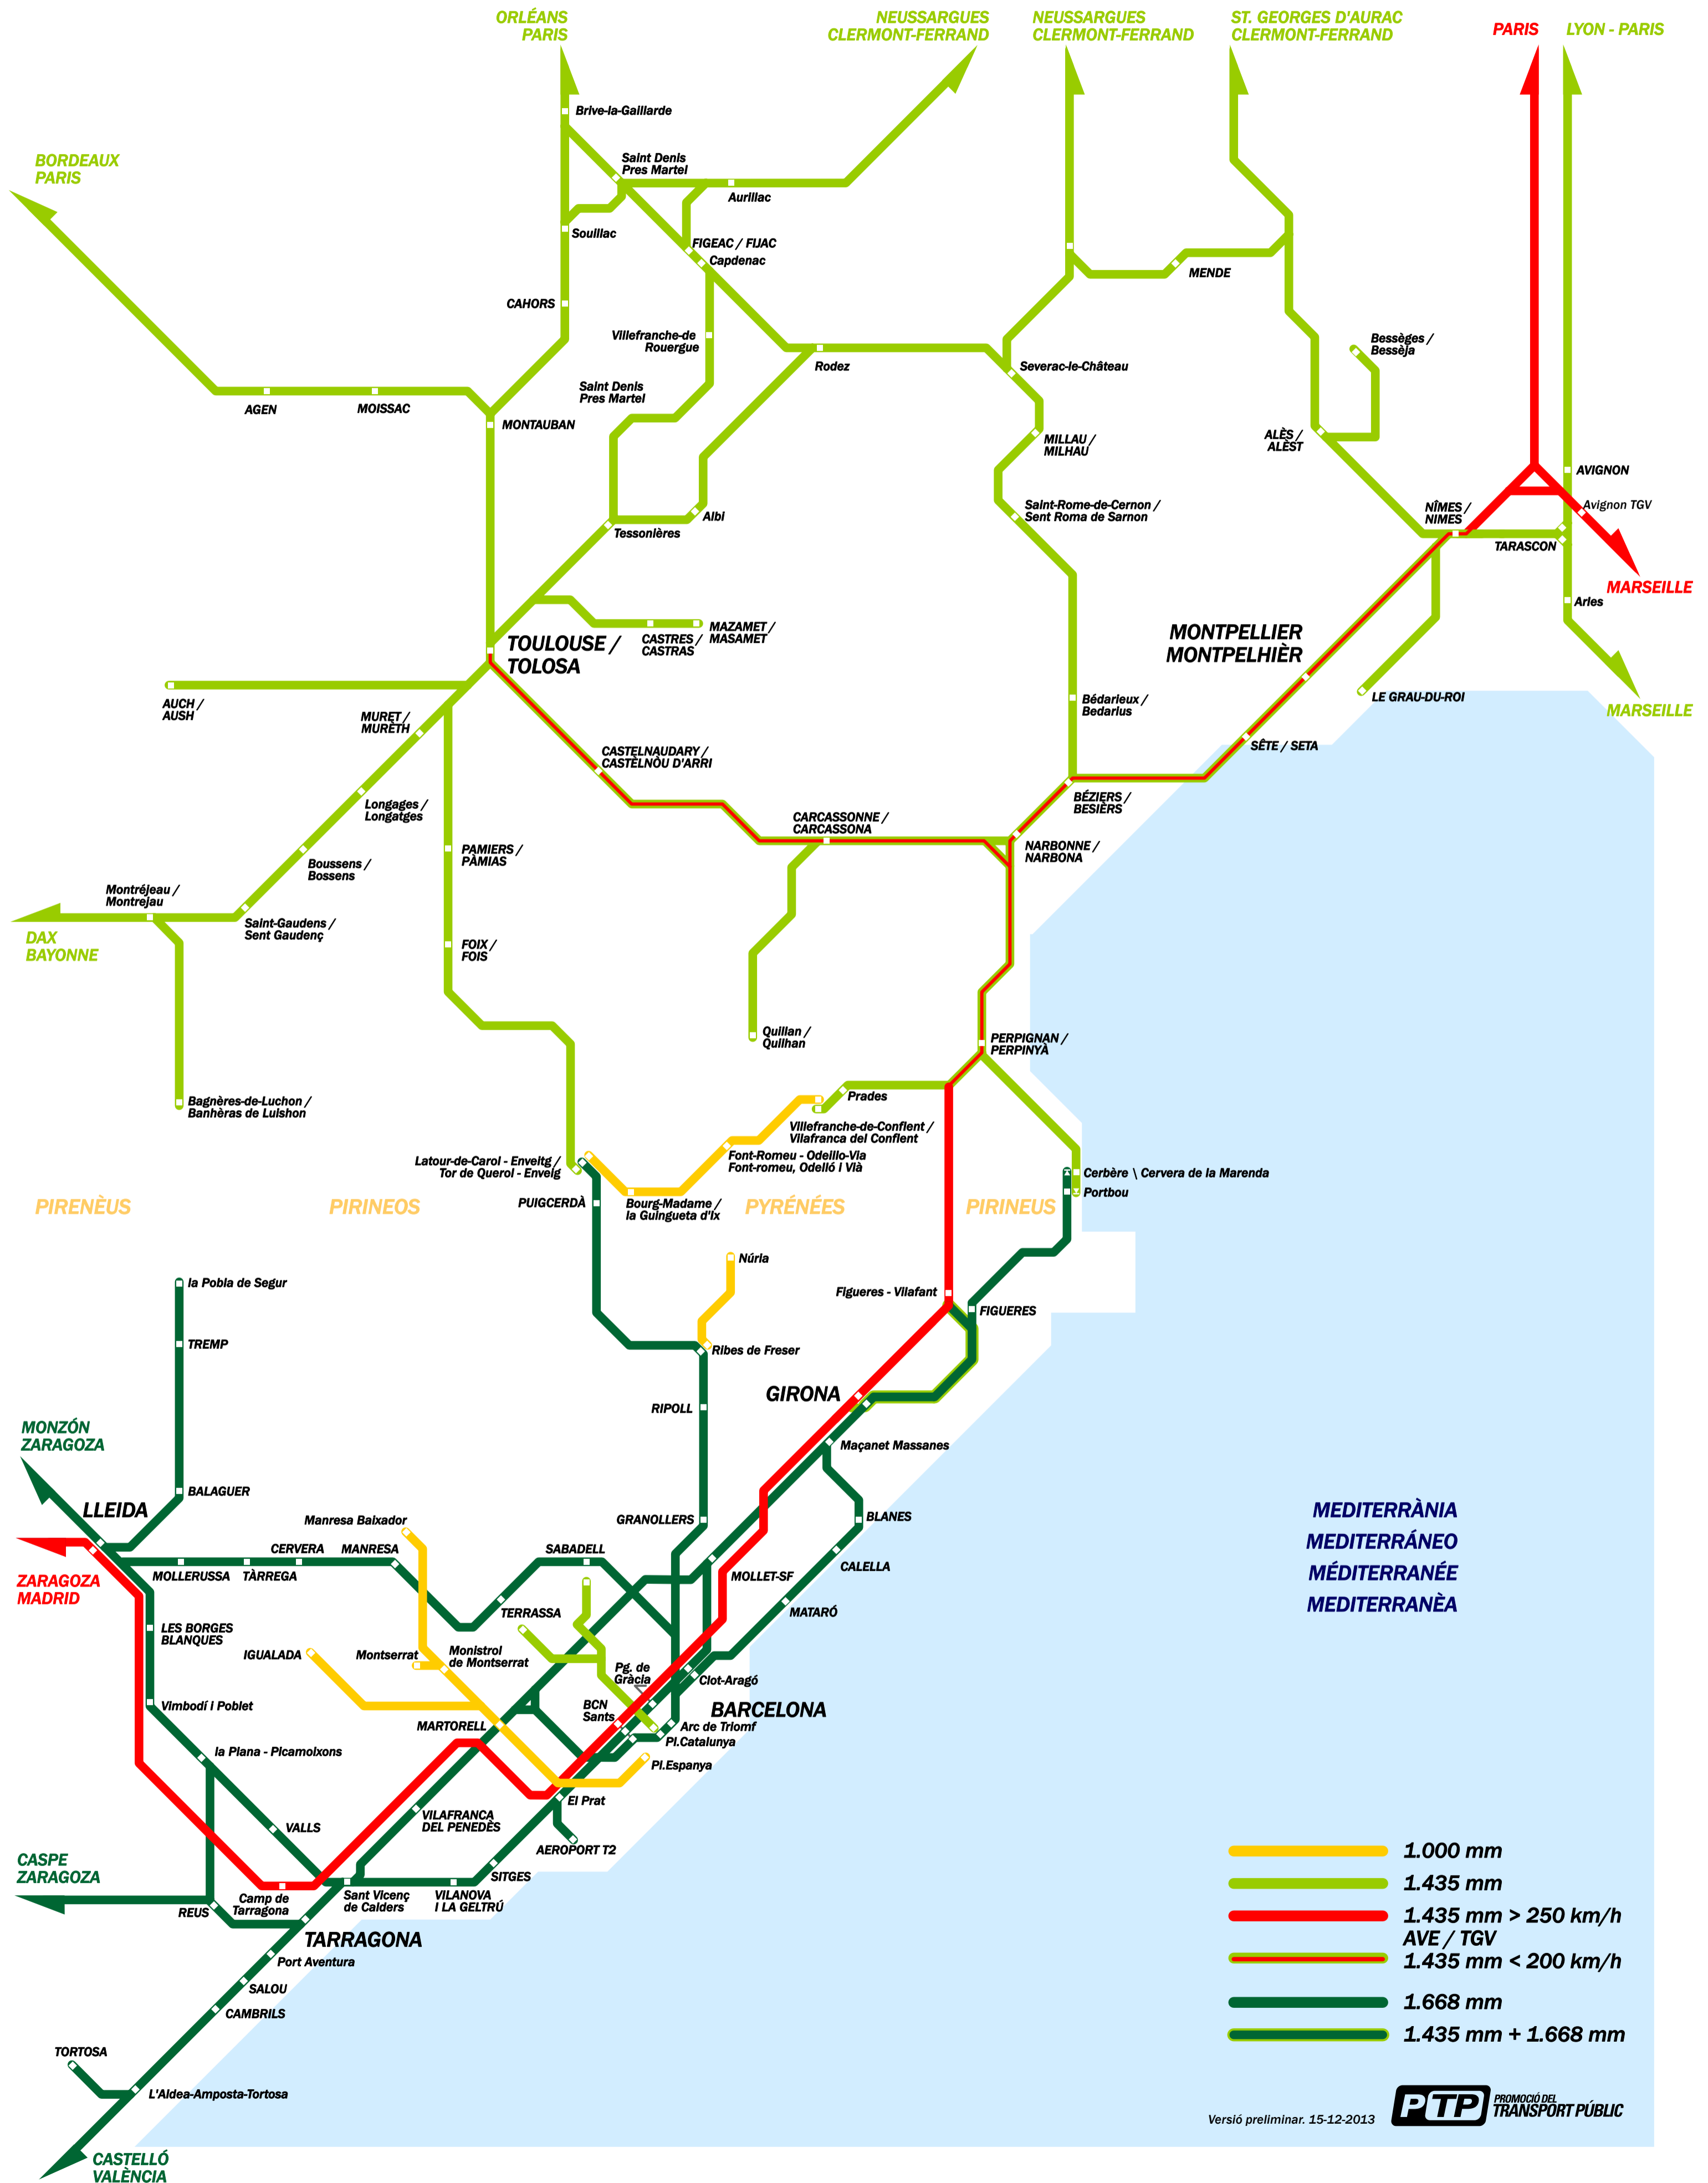 ORLÉANS
PARIS
NEUSSARGUES
CLERMONT-FERRAND
NEUSSARGUES
CLERMONT-FERRAND
ST. GEORGES D'AURAC
CLERMONT-FERRAND
PARIS
LYON - PARIS
Brive-la-Gaillarde
BORDEAUX
PARIS
Saint Denis
Pres Martel
Aurillac
Souillac
FIGEAC / FIJAC
Capdenac
MENDE
CAHORS
Villefranche-de
Rouergue
Rodez
Severac-le-Château
Bessèges /
Bessèja
Saint Denis
Pres Martel
AGEN
MOISSAC
MONTAUBAN
MILLAU /
MILHAU
ALÈS /
ALÈST
AVIGNON
Avignon TGV
Albi
Tessonières
Saint-Rome-de-Cernon /
Sent Roma de Sarnon
NÎMES /
NIMES
TARASCON
MARSEILLE
Arles
TOULOUSE /
TOLOSA
CASTRES /
CASTRAS
MAZAMET /
MASAMET
MONTPELLIER
MONTPELHIÈR
AUCH /
AUSH
MURET /
MURÈTH
Bédarieux /
Bedarius
LE GRAU-DU-ROI
MARSEILLE
CASTELNAUDARY /
CASTÈLNÒU D'ARRI
SÊTE / SETA
Longages /
Longatges
BÉZIERS /
BESIÈRS
CARCASSONNE /
CARCASSONA
NARBONNE /
NARBONA
PAMIERS /
PÀMIAS
Boussens /
Bossens
Montréjeau /
Montrejau
Saint-Gaudens /
Sent Gaudenç
DAX
BAYONNE
FOIX /
FOIS
Quillan /
Quilhan
PERPIGNAN /
PERPINYÀ
Bagnères-de-Luchon /
Banhèras de Luishon
Prades
Villefranche-de-Conflent /
Vilafranca del Conflent
Latour-de-Carol - Enveitg /
Tor de Querol - Enveig
Font-Romeu - Odeillo-Via
Font-romeu, Odelló i Vià
Cerbère \ Cervera de la Marenda
Portbou
PUIGCERDÀ
Bourg-Madame /
la Guingueta d'Ix
PIRENÈUS
PIRINEOS
PYRÉNÉES
PIRINEUS
Núria
la Pobla de Segur
Figueres - Vilafant
FIGUERES
TREMP
Ribes de Freser
GIRONA
RIPOLL
MONZÓN
ZARAGOZA
Maçanet Massanes
BALAGUER
LLEIDA
Manresa Baixador
GRANOLLERS
BLANES
MEDITERRÀNIA
MEDITERRÁNEO
MÉDITERRANÉE
MEDITERRANÈA
CERVERA
MANRESA
SABADELL
CALELLA
ZARAGOZA
MADRID
MOLLERUSSA
TÀRREGA
MOLLET-SF
TERRASSA
MATARÓ
LES BORGES
BLANQUES
IGUALADA
Montserrat
Monistrol
de Montserrat
Pg. de
Gràcia
Clot-Aragó
Vimbodí i Poblet
BCN
Sants
BARCELONA
MARTORELL
Arc de Triomf
Pl.Catalunya
la Plana - Picamoixons
Pl.Espanya
El Prat
VALLS
VILAFRANCA
DEL PENEDÈS
AEROPORT T2
CASPE
ZARAGOZA
SITGES
REUS
Camp de
Tarragona
Sant Vicenç
de Calders
VILANOVA
I LA GELTRÚ
TARRAGONA
Port Aventura
SALOU
CAMBRILS
TORTOSA
L'Aldea-Amposta-Tortosa
CASTELLÓ
VALÈNCIA
1.000 mm
1.435 mm
1.435 mm > 250 km/h
AVE / TGV
1.435 mm < 200 km/h
1.668 mm
1.435 mm + 1.668 mm
Versió preliminar. 15-12-2013
PTP
PROMOCIÓ DEL
TRANSPORT PÚBLIC